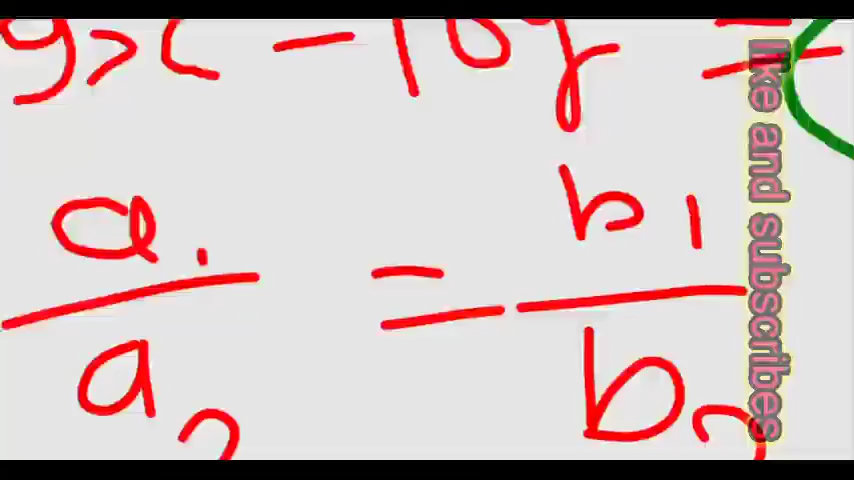 9x - 10y =
a1 / a2 = b1 / b2
like and subscribes